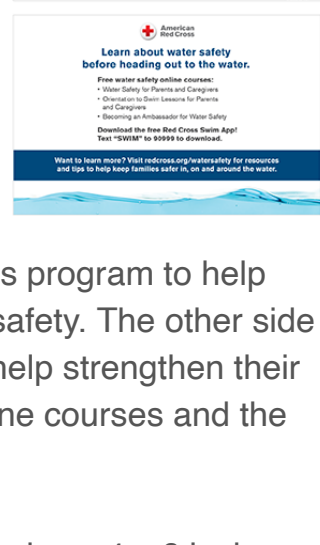 American
Red Cross
Learn about water safety
before heading out to the water.
Free water safety online courses:
• Water Safety for Parents and Caregivers
• Orientation to Swim Lessons for Parents
and Caregivers
• Becoming an Ambassador for Water Safety
Download the free Red Cross Swim App!
Text “SWIM” to 90999 to download.
Want to learn more? Visit redcross.org/watersafety for resources
and tips to help keep families safer in, on and around the water.
s program to help
safety. The other side
help strengthen their
ne courses and the